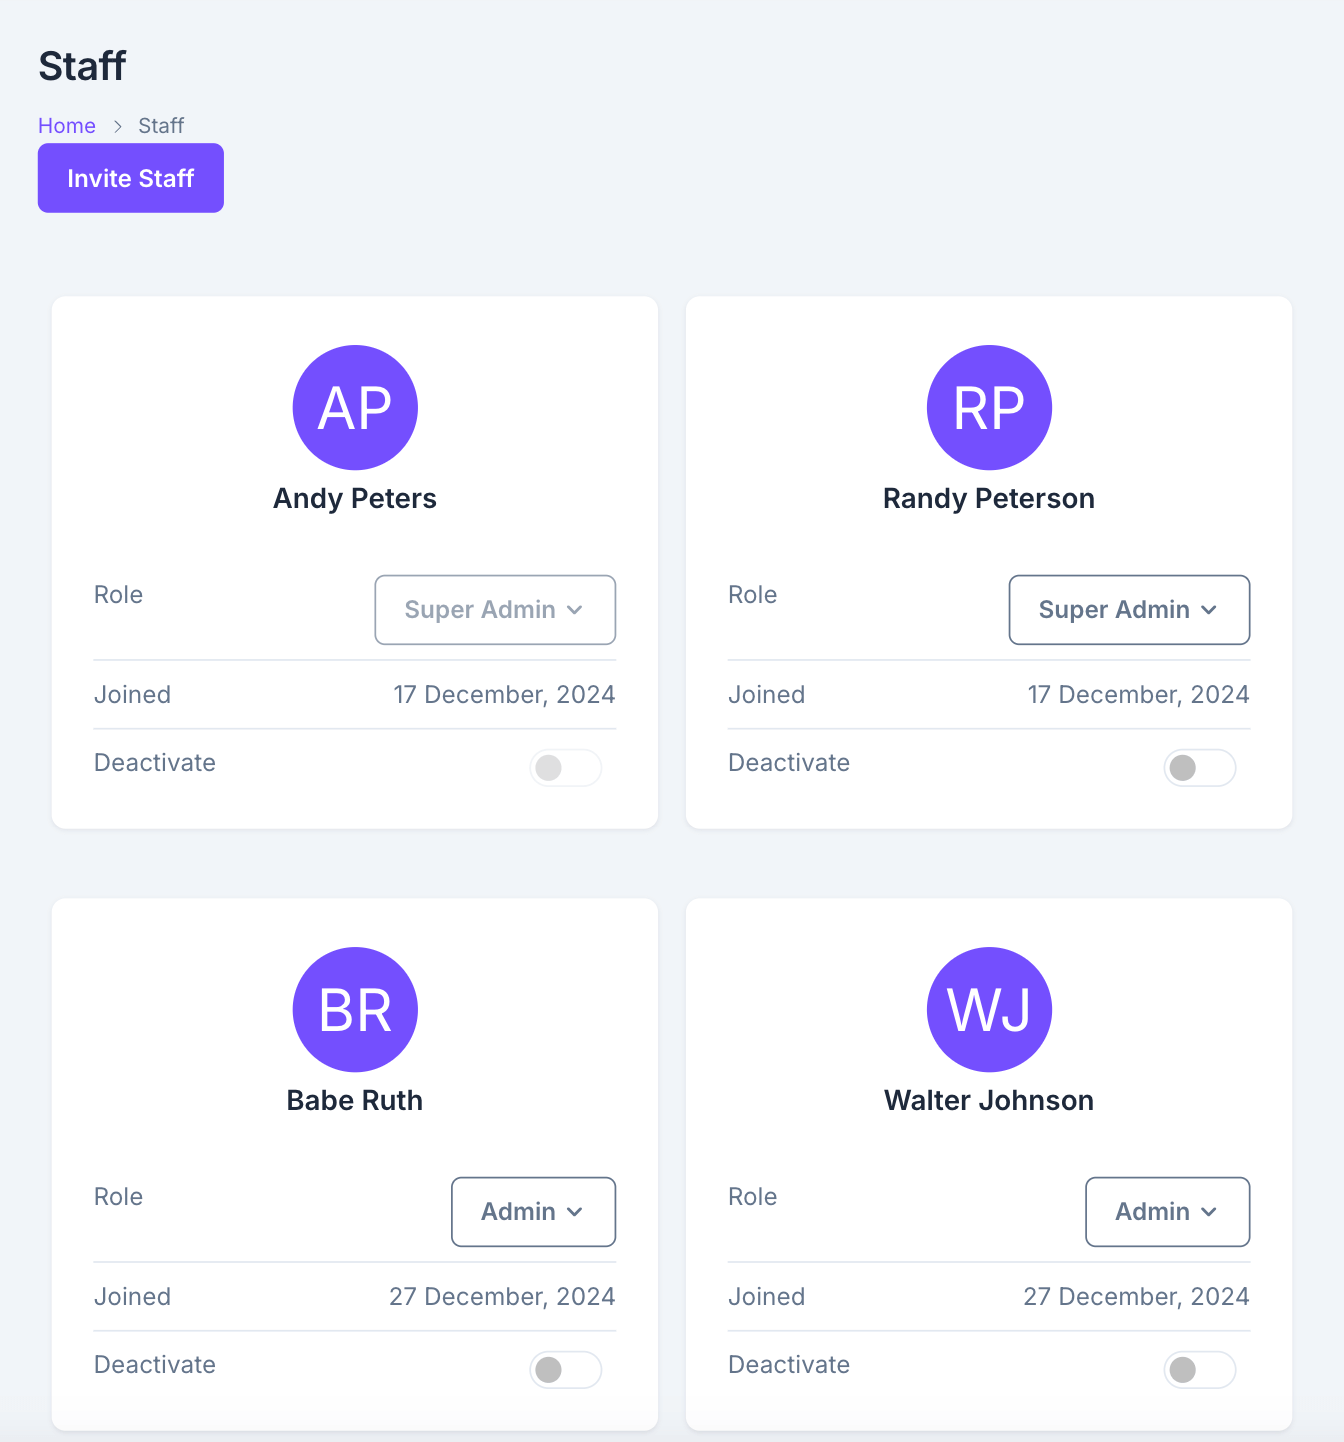 Staff
Home > Staff
Invite Staff
AP
Andy Peters
Role Super Admin
Joined 17 December, 2024
Deactivate
RP
Randy Peterson
Role Super Admin
Joined 17 December, 2024
Deactivate
BR
Babe Ruth
Role Admin
Joined 27 December, 2024
Deactivate
WJ
Walter Johnson
Role Admin
Joined 27 December, 2024
Deactivate